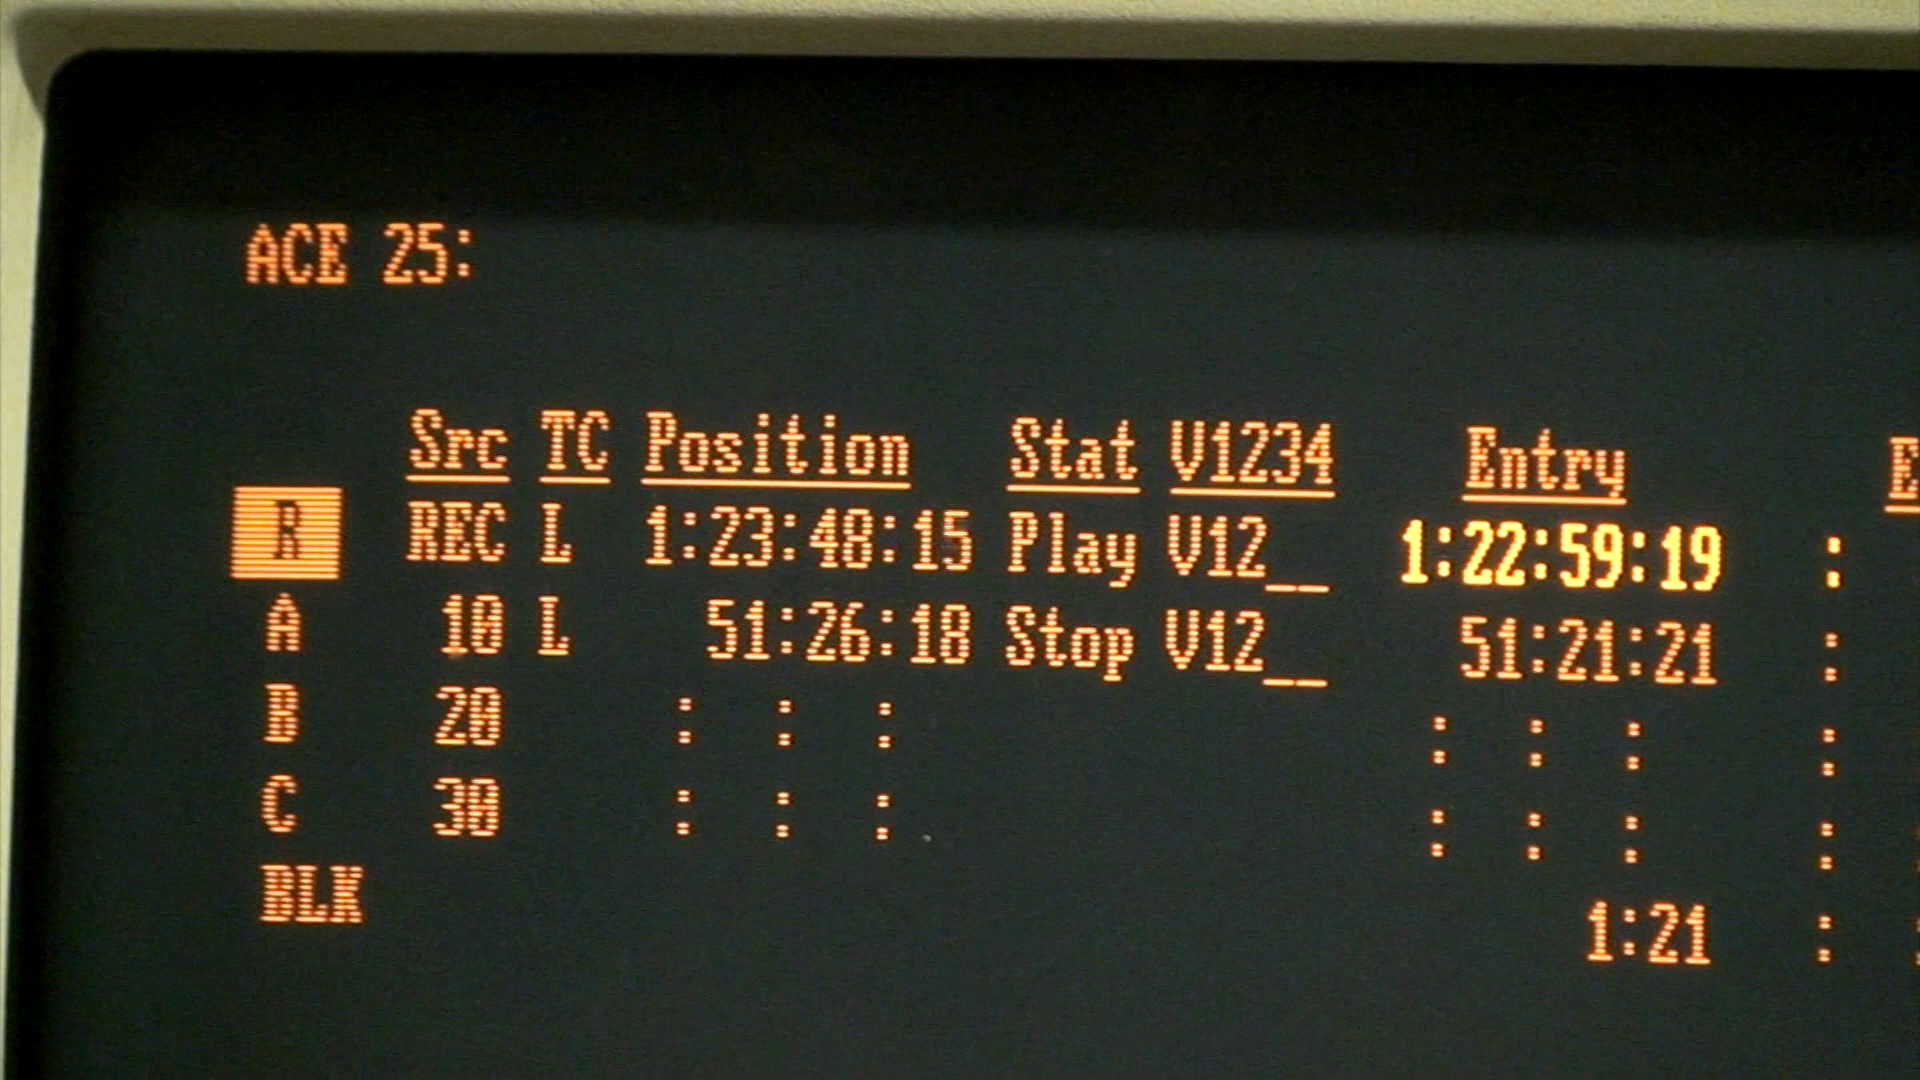 ACE 25:
Src TC Position Stat V1234 Entry E
R REC L 1:23:48:15 Play V12__ 1:22:59:19 :
A 10 L 51:26:18 Stop V12__ 51:21:21 :
B 20 : : : : : : :
C 30 : : : : : : :
BLK 1:21 :